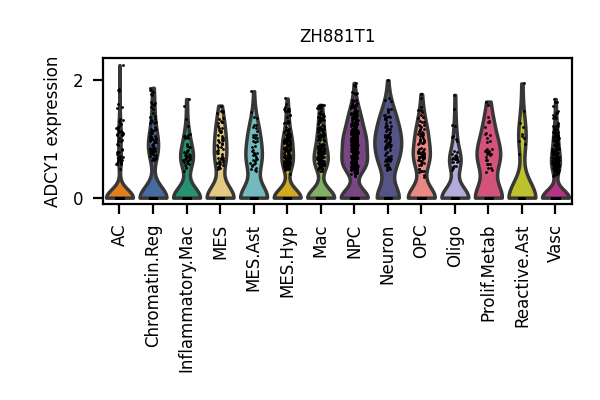 ZH881T1
ADCY1 expression
2
0
AC
Chromatin.Reg
Inflammatory.Mac
MES
MES.Ast
MES.Hyp
Mac
NPC
Neuron
OPC
Oligo
Prolif.Metab
Reactive.Ast
Vasc